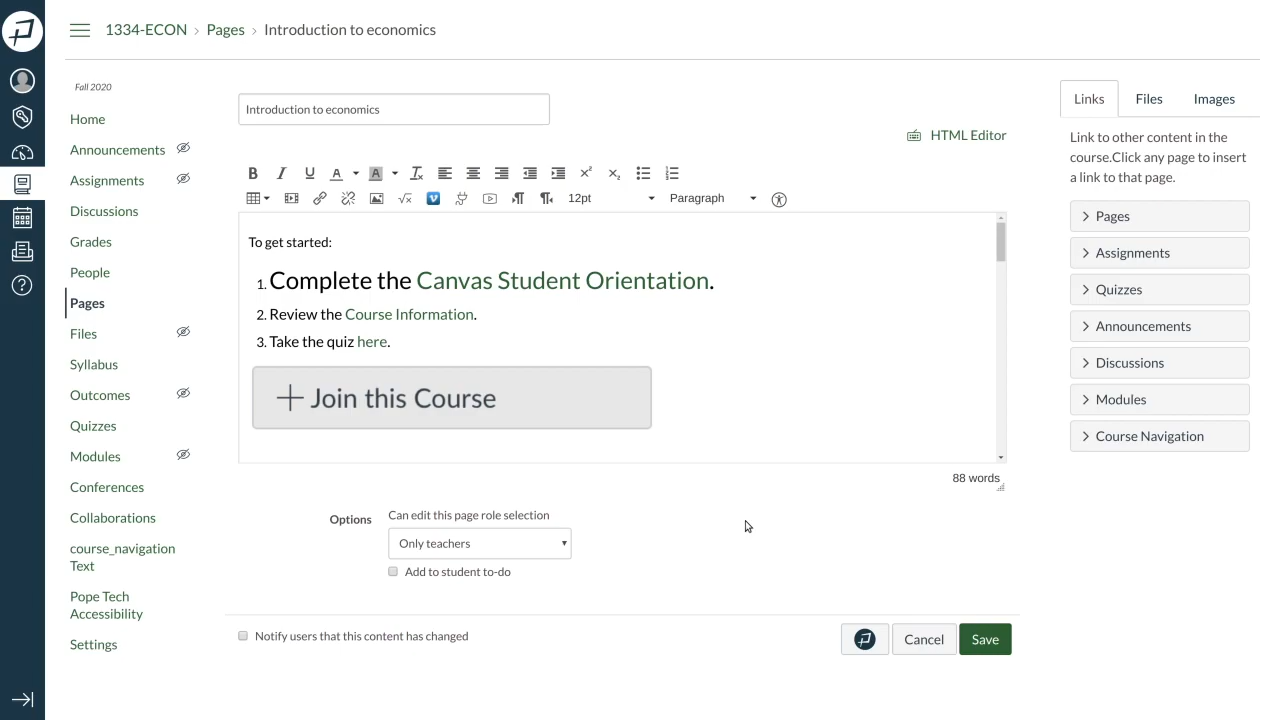 1334-ECON > Pages > Introduction to economics
Fall 2020
Home
Announcements
Assignments
Discussions
Grades
People
Pages
Files
Syllabus
Outcomes
Quizzes
Modules
Conferences
Collaborations
course_navigation
Text
Pope Tech
Accessibility
Settings
Introduction to economics
HTML Editor
B I U A A
12pt
Paragraph
To get started:
1. Complete the Canvas Student Orientation.
2. Review the Course Information.
3. Take the quiz here.
+ Join this Course
88 words
Options
Can edit this page role selection
Only teachers
Add to student to-do
Notify users that this content has changed
Cancel
Save
Links
Files
Images
Link to other content in the
course.Click any page to insert
a link to that page.
Pages
Assignments
Quizzes
Announcements
Discussions
Modules
Course Navigation